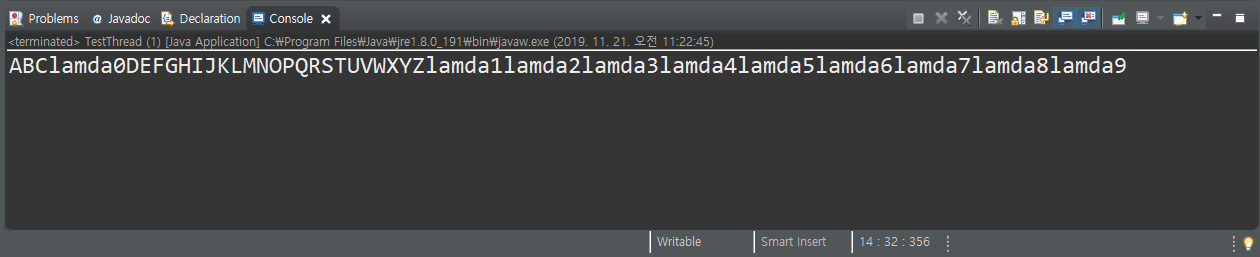 Problems @ Javadoc Declaration Console
<terminated> TestThread (1) [Java Application] C:₩Program Files₩Java₩jre1.8.0_191₩bin₩javaw.exe (2019. 11. 21. 오전 11:22:45)
ABClamda0DEFGHIJKLMNOPQRSTUVWXYZlamda1lamda2lamda3lamda4lamda5lamda6lamda7lamda8lamda9
Writable Smart Insert 14 : 32 : 356